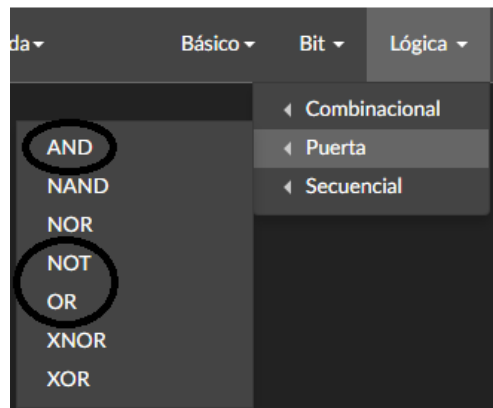 da Básico Bit Lógica
Combinacional
Puerta
Secuencial
AND
NAND
NOR
NOT
OR
XNOR
XOR